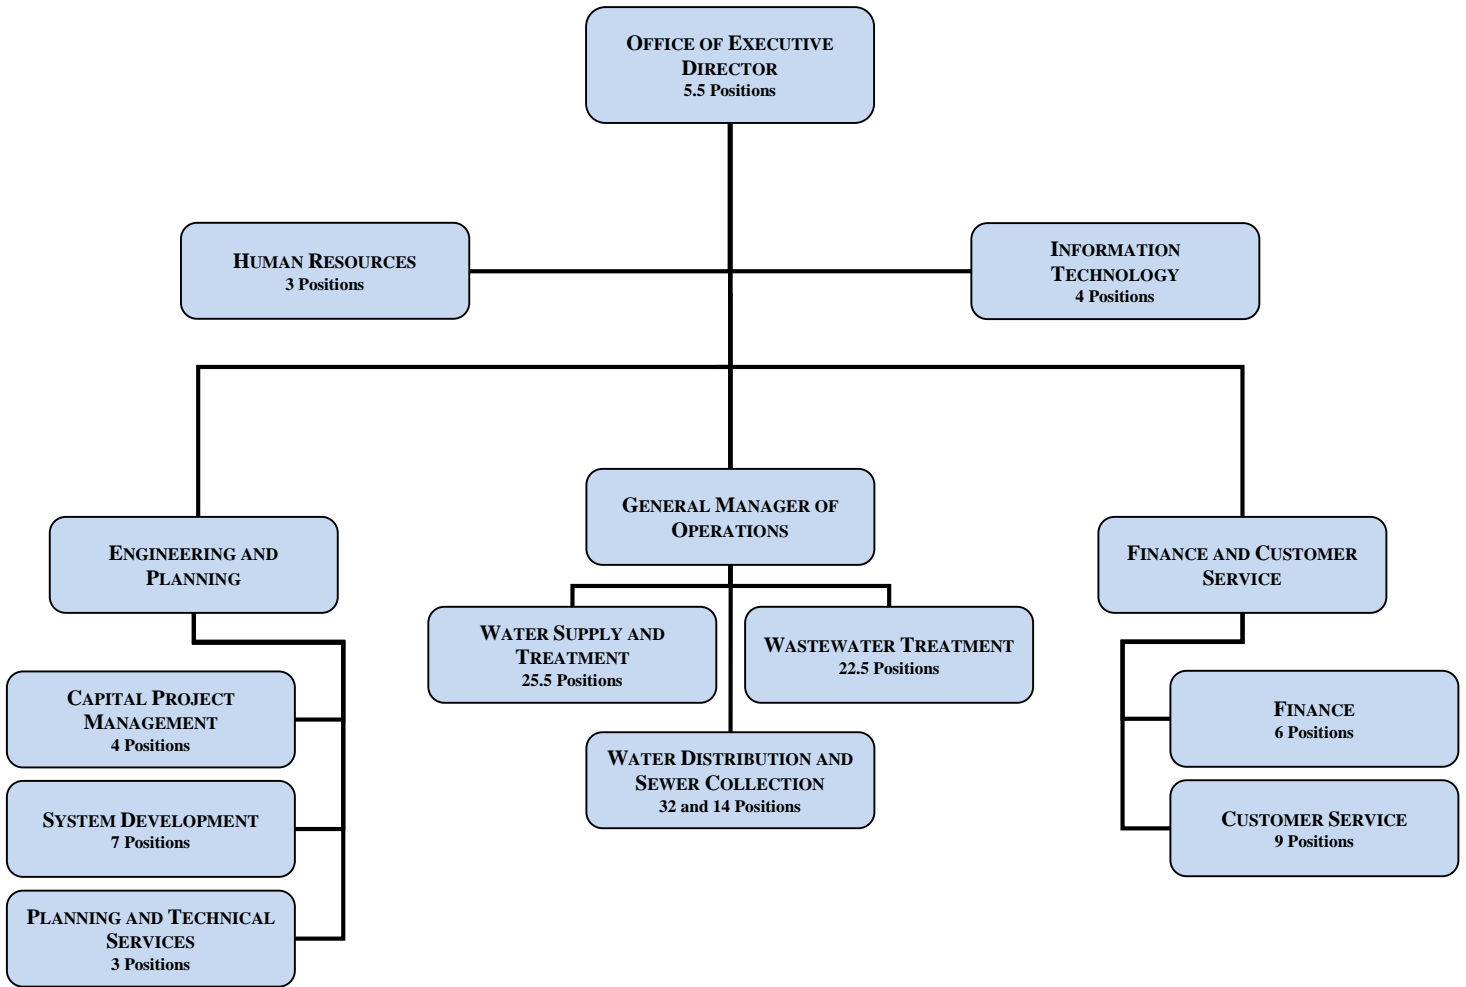 OFFICE OF EXECUTIVE
DIRECTOR
5.5 Positions
HUMAN RESOURCES
3 Positions
INFORMATION
TECHNOLOGY
4 Positions
GENERAL MANAGER OF
OPERATIONS
ENGINEERING AND
PLANNING
FINANCE AND CUSTOMER
SERVICE
WATER SUPPLY AND
TREATMENT
25.5 Positions
WASTEWATER TREATMENT
22.5 Positions
CAPITAL PROJECT
MANAGEMENT
4 Positions
FINANCE
6 Positions
WATER DISTRIBUTION AND
SEWER COLLECTION
32 and 14 Positions
SYSTEM DEVELOPMENT
7 Positions
CUSTOMER SERVICE
9 Positions
PLANNING AND TECHNICAL
SERVICES
3 Positions